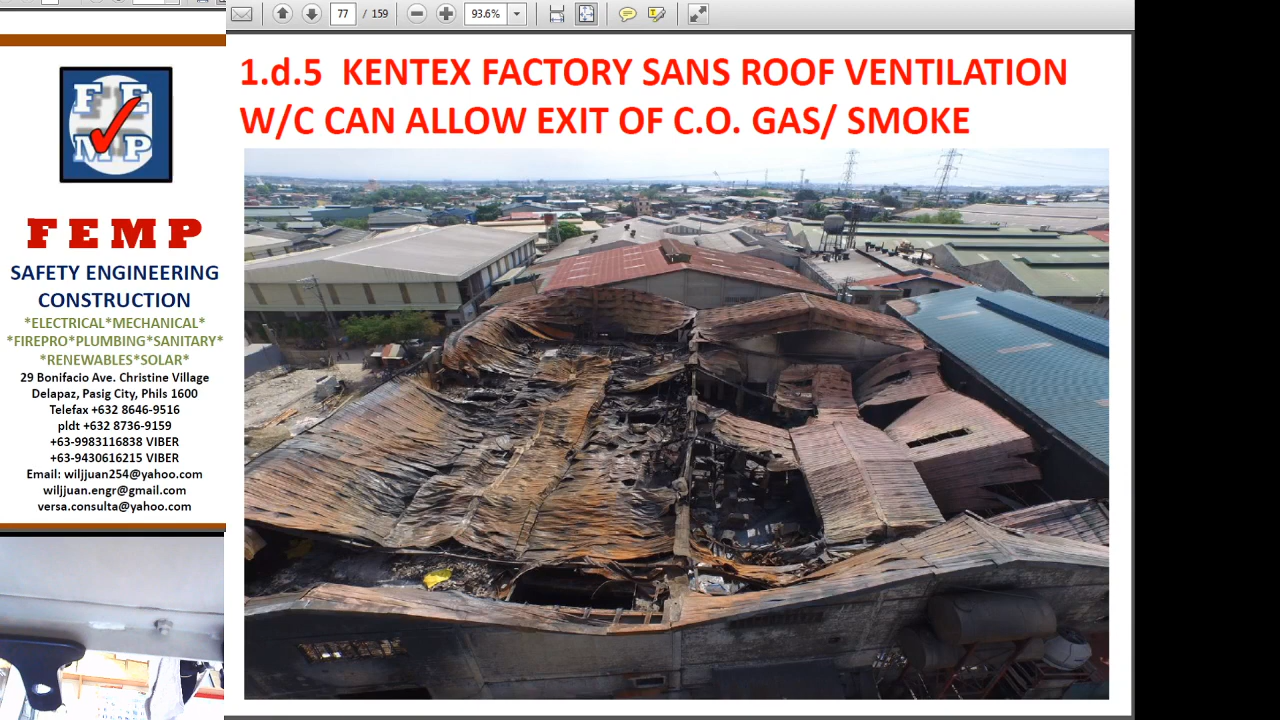 77 / 159
93.6%
1.d.5 KENTEX FACTORY SANS ROOF VENTILATION
W/C CAN ALLOW EXIT OF C.O. GAS/ SMOKE
F E
M P
F E M P
SAFETY ENGINEERING
CONSTRUCTION
*ELECTRICAL*MECHANICAL*
*FIREPRO*PLUMBING*SANITARY*
*RENEWABLES*SOLAR*
29 Bonifacio Ave. Christine Village
Delapaz, Pasig City, Phils 1600
Telefax +632 8646-9516
pldt +632 8736-9159
+63-9983116838 VIBER
+63-9430616215 VIBER
Email: wiljjuan254@yahoo.com
wiljjuan.engr@gmail.com
versa.consulta@yahoo.com